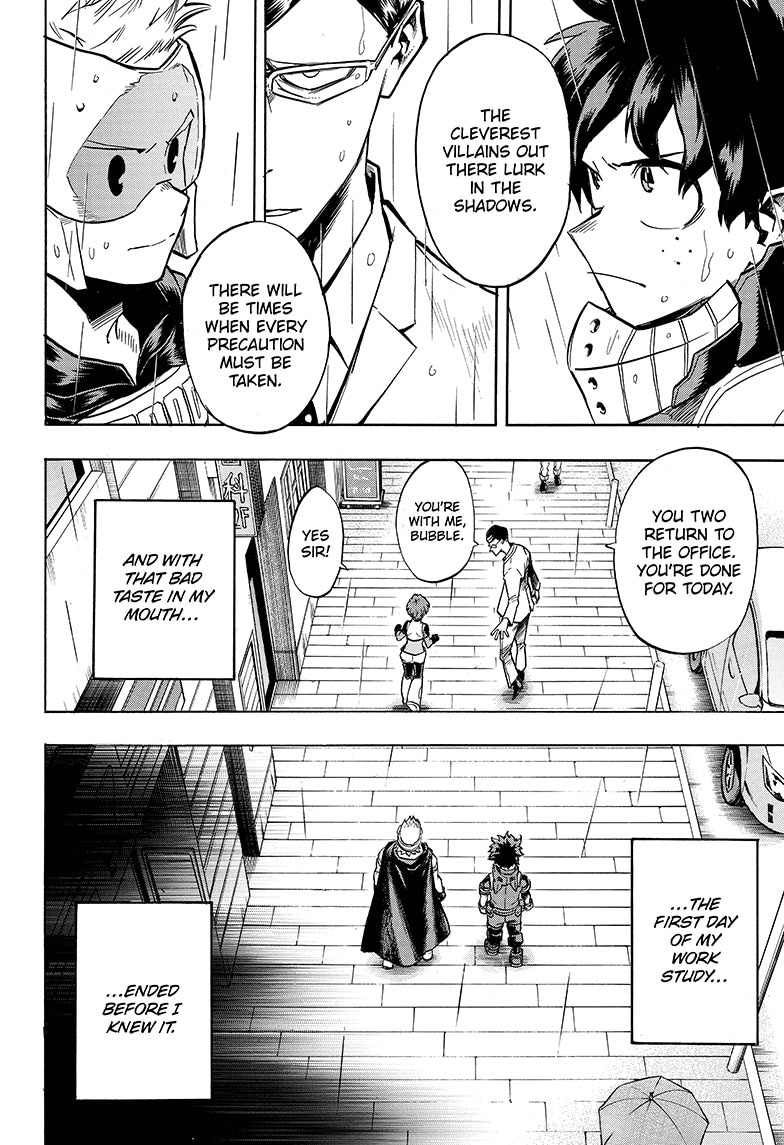 THE
CLEVEREST
VILLAINS OUT
THERE LURK
IN THE
SHADOWS.
THERE WILL
BE TIMES
WHEN EVERY
PRECAUTION
MUST BE
TAKEN.
YOU TWO
RETURN TO
THE OFFICE.
YOU'RE DONE
FOR TODAY.
YOU'RE
WITH ME,
BUBBLE.
YES
SIR!
AND WITH
THAT BAD
TASTE IN MY
MOUTH...
...THE
FIRST DAY
OF MY
WORK
STUDY...
...ENDED
BEFORE I
KNEW IT.